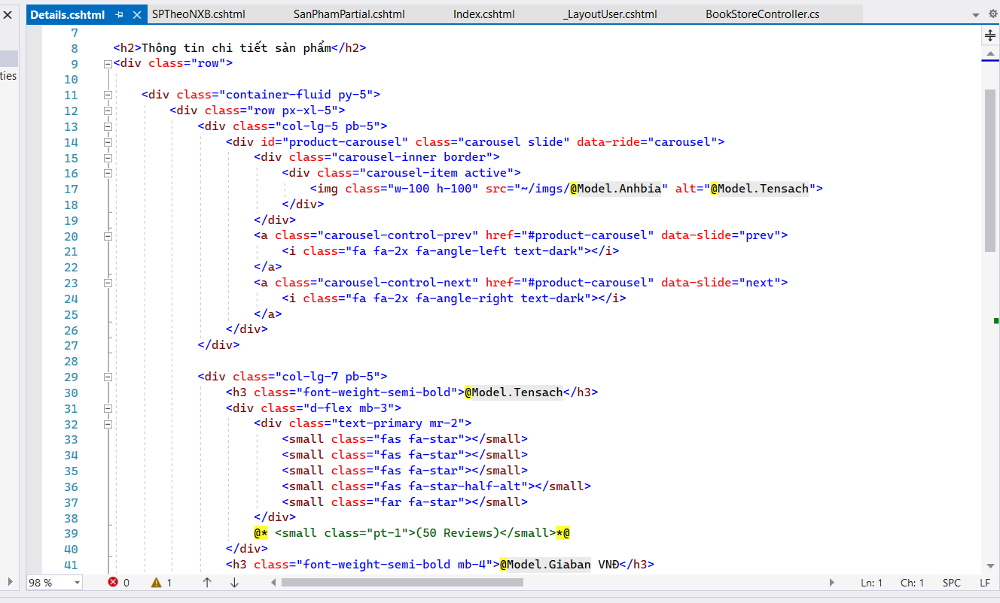 Details.cshtml SPTheoNXB.cshtml SanPhamPartial.cshtml Index.cshtml _LayoutUser.cshtml BookStoreController.cs
ties
7
8 <h2>Thông tin chi tiết sản phẩm</h2>
9 <div class="row">
10
11 <div class="container-fluid py-5">
12 <div class="row px-xl-5">
13 <div class="col-lg-5 pb-5">
14 <div id="product-carousel" class="carousel slide" data-ride="carousel">
15 <div class="carousel-inner border">
16 <div class="carousel-item active">
17 <img class="w-100 h-100" src="~/imgs/@Model.Anhbia" alt="@Model.Tensach">
18 </div>
19 </div>
20 <a class="carousel-control-prev" href="#product-carousel" data-slide="prev">
21 <i class="fa fa-2x fa-angle-left text-dark"></i>
22 </a>
23 <a class="carousel-control-next" href="#product-carousel" data-slide="next">
24 <i class="fa fa-2x fa-angle-right text-dark"></i>
25 </a>
26 </div>
27 </div>
28
29 <div class="col-lg-7 pb-5">
30 <h3 class="font-weight-semi-bold">@Model.Tensach</h3>
31 <div class="d-flex mb-3">
32 <div class="text-primary mr-2">
33 <small class="fas fa-star"></small>
34 <small class="fas fa-star"></small>
35 <small class="fas fa-star"></small>
36 <small class="fas fa-star-half-alt"></small>
37 <small class="far fa-star"></small>
38 </div>
39 @* <small class="pt-1">(50 Reviews)</small>*@
40 </div>
41 <h3 class="font-weight-semi-bold mb-4">@Model.Giaban VNĐ</h3>
98 % 0 1 Ln: 1 Ch: 1 SPC LF